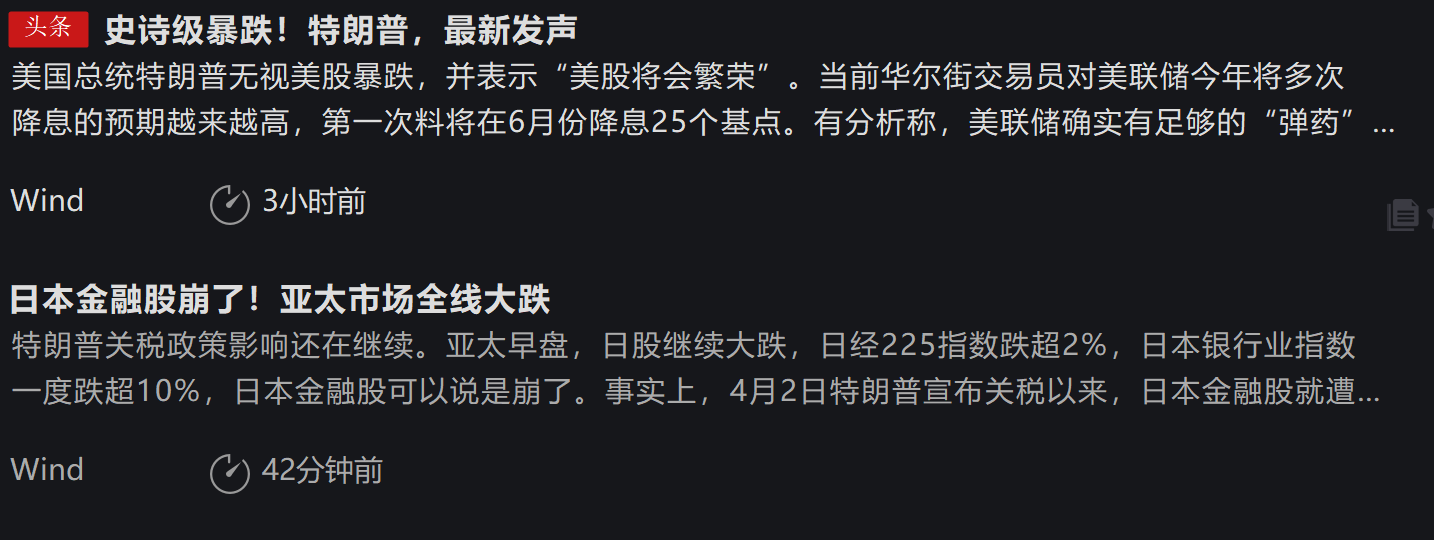 头条 史诗级暴跌！特朗普，最新发声
美国总统特朗普无视美股暴跌，并表示“美股将会繁荣”。当前华尔街交易员对美联储今年将多次
降息的预期越来越高，第一次料将在6月份降息25个基点。有分析称，美联储确实有足够的“弹药”...
Wind 3小时前
日本金融股崩了！亚太市场全线大跌
特朗普关税政策影响还在继续。亚太早盘，日股继续大跌，日经225指数跌超2%，日本银行业指数
一度跌超10%，日本金融股可以说是崩了。事实上，4月2日特朗普宣布关税以来，日本金融股就遭...
Wind 42分钟前